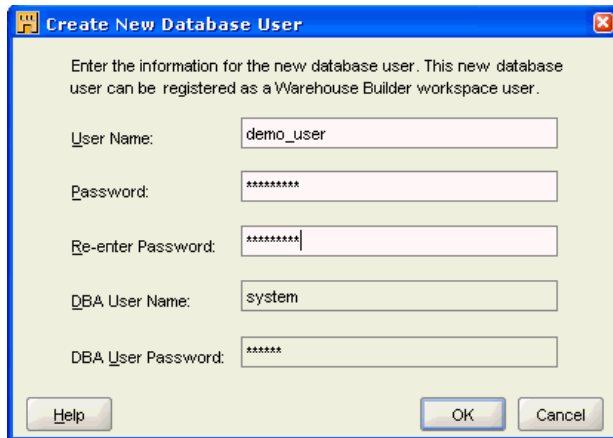 Create New Database User
Enter the information for the new database user. This new database
user can be registered as a Warehouse Builder workspace user.
User Name: demo_user
Password: *********
Re-enter Password: *********
DBA User Name: system
DBA User Password: ******
Help OK Cancel